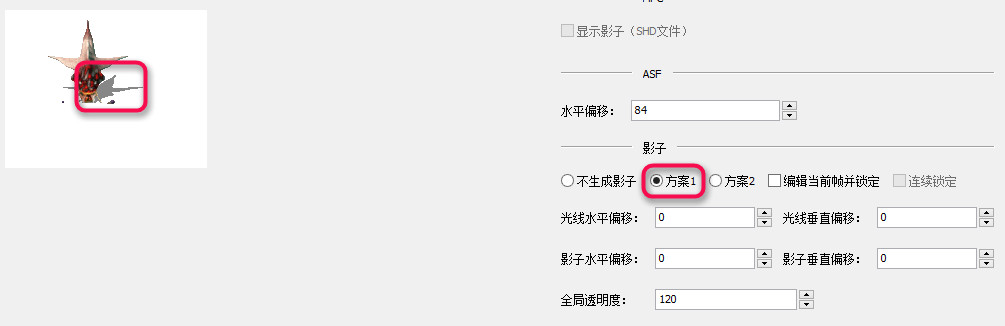 显示影子（SHD文件）
ASF
水平偏移： 84
影子
不生成影子 方案1 方案2 编辑当前帧并锁定 连续锁定
光线水平偏移： 0 光线垂直偏移： 0
影子水平偏移： 0 影子垂直偏移： 0
全局透明度： 120